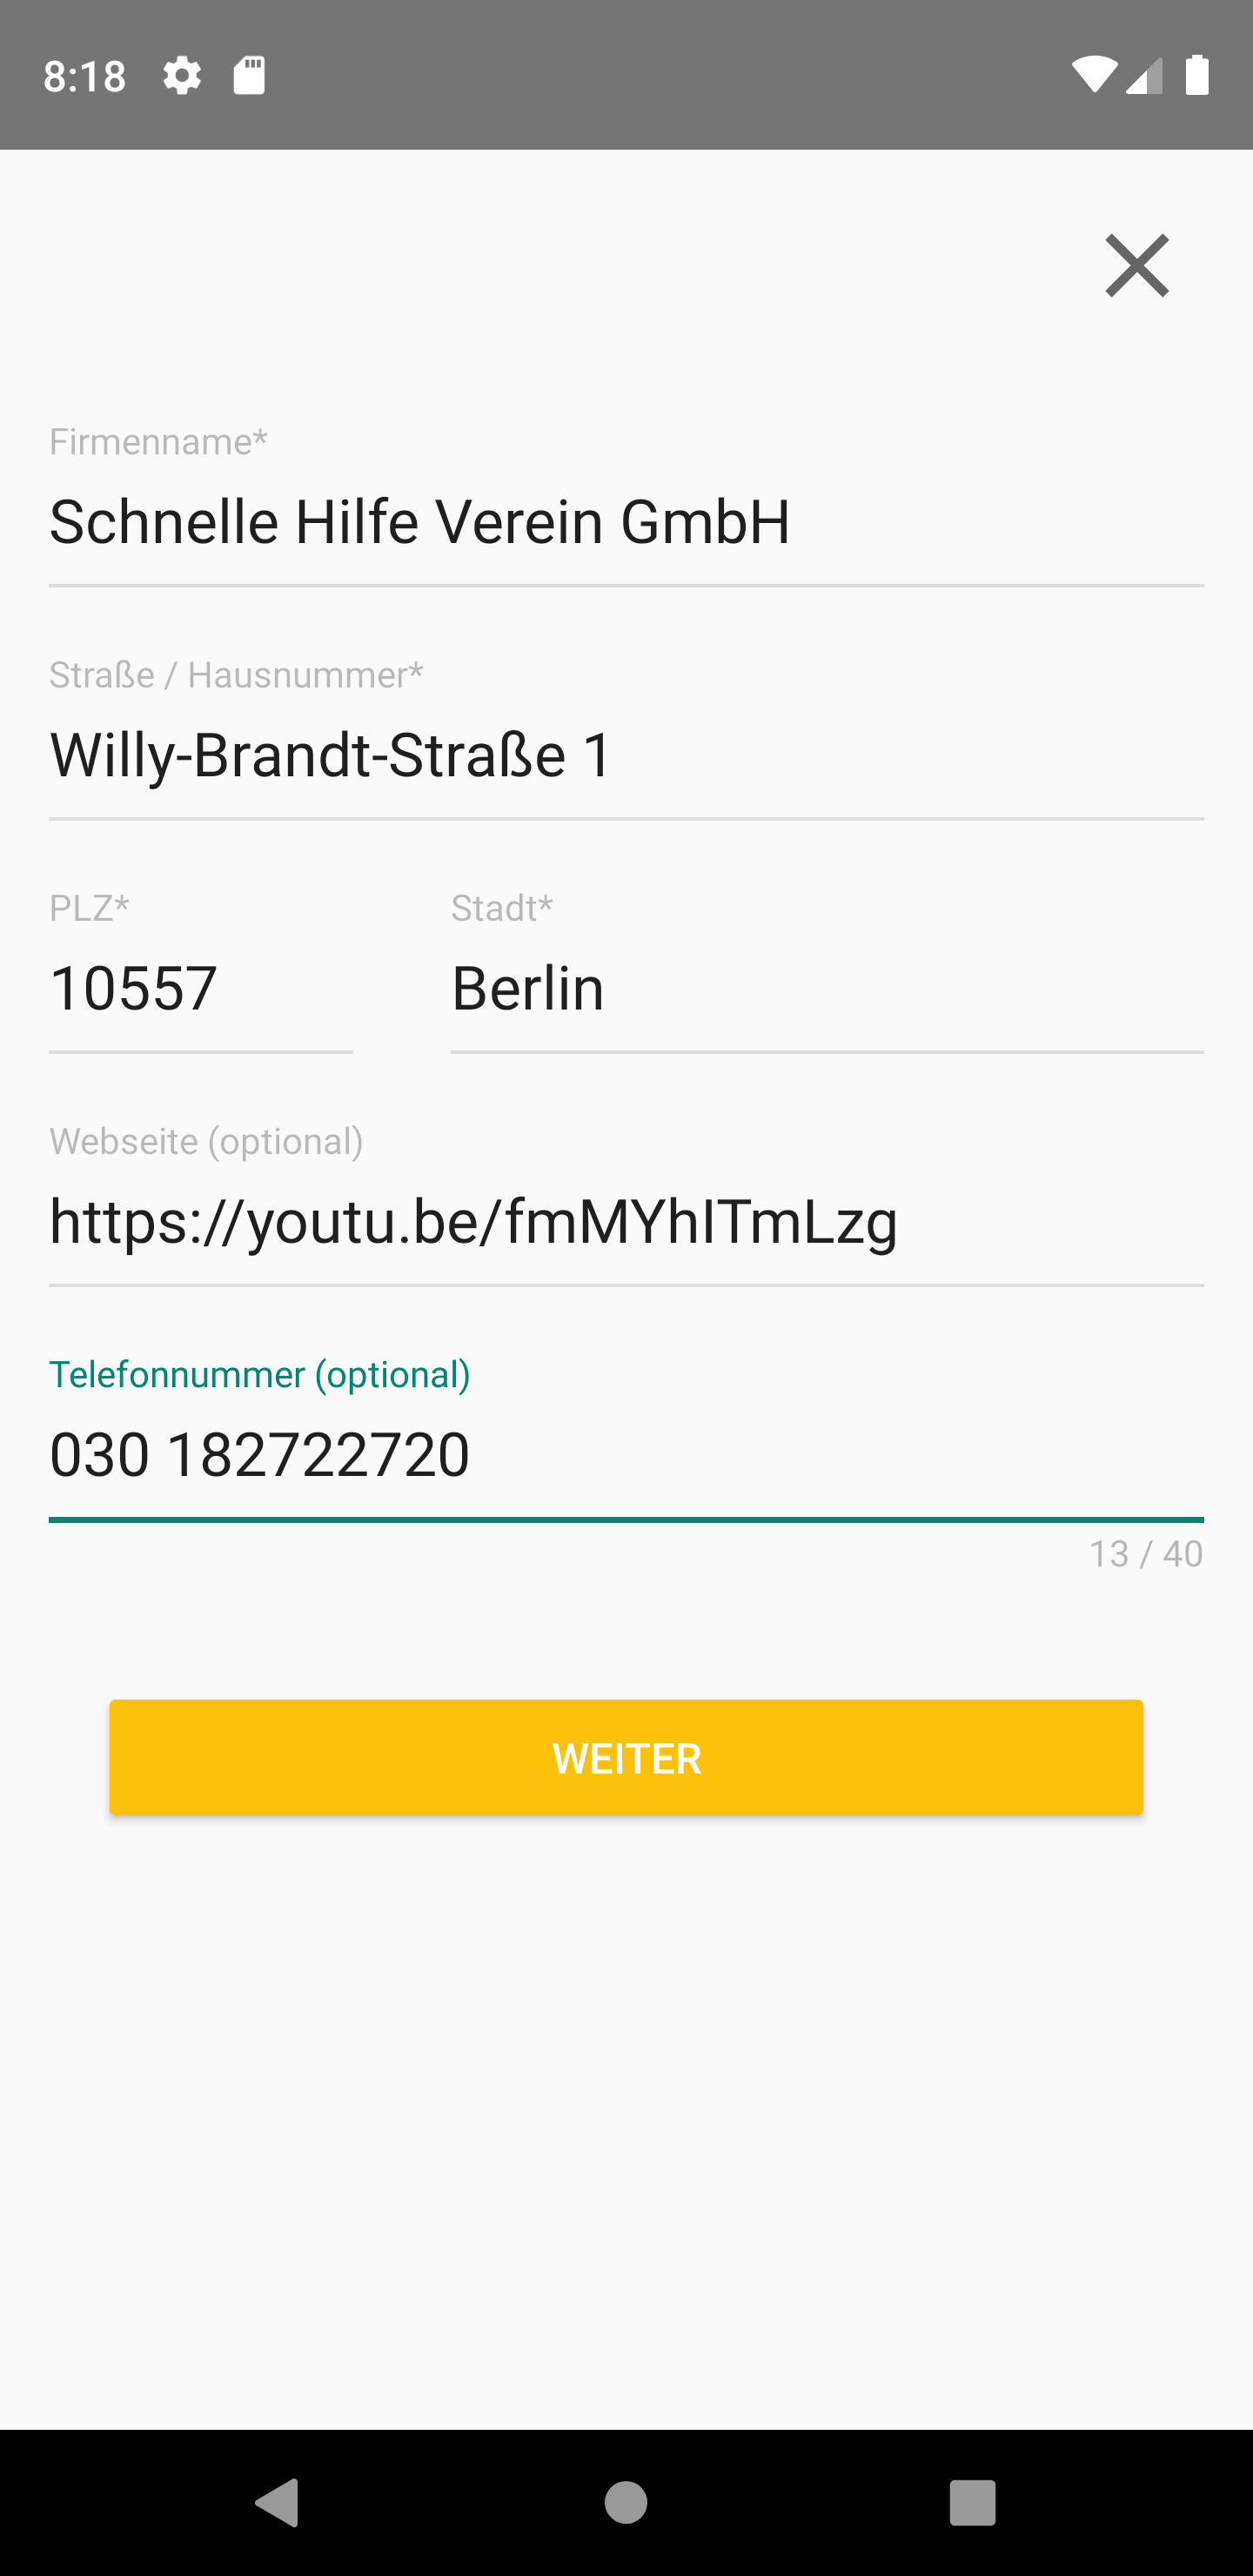 8:18
Firmenname*
Schnelle Hilfe Verein GmbH
Straße / Hausnummer*
Willy-Brandt-Straße 1
PLZ* Stadt*
10557 Berlin
Webseite (optional)
https://youtu.be/fmMYhITmLzg
Telefonnummer (optional)
030 182722720
13 / 40
WEITER